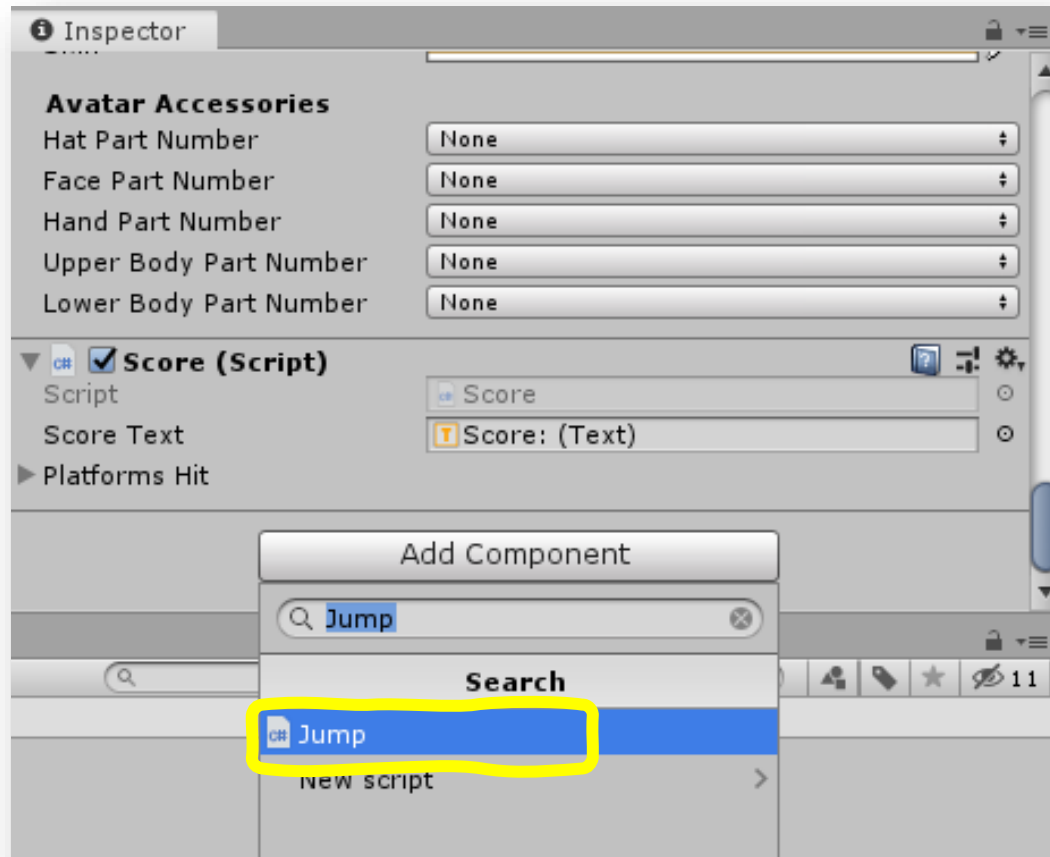 Inspector
Avatar Accessories
Hat Part Number None
Face Part Number None
Hand Part Number None
Upper Body Part Number None
Lower Body Part Number None
c# Score (Script)
Script Score
Score Text T Score: (Text)
Platforms Hit
Add Component
Jump
Search
11
c# Jump
New script